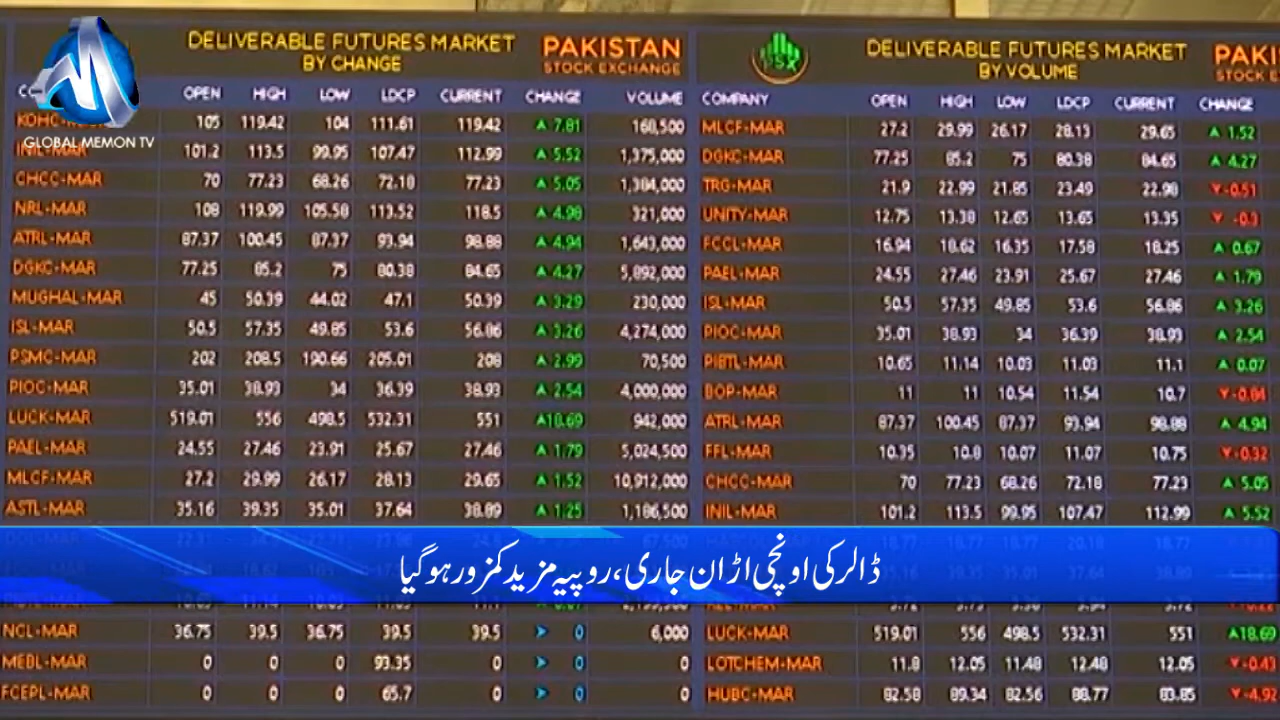 DELIVERABLE FUTURES MARKET BY CHANGE
PAKISTAN STOCK EXCHANGE
OPEN HIGH LOW LDCP CURRENT CHANGE VOLUME
105 119.42 104 111.61 119.42 7.81 160,500
101.2 113.5 99.95 107.47 112.99 5.52 1,375,000
CHCC-MAR 70 77.23 68.26 72.18 77.23 5.05 1,384,000
NRL-MAR 108 119.99 105.58 113.52 118.5 4.98 321,000
ATRL-MAR 87.37 100.45 87.37 93.94 98.88 4.94 1,643,000
DGKC-MAR 77.25 85.2 75 80.38 84.65 4.27 5,892,000
MUGHAL-MAR 45 50.39 44.02 47.1 50.39 3.29 230,000
ISL-MAR 50.5 57.35 49.85 53.6 56.86 3.26 4,274,000
PSMC-MAR 202 208.5 190.66 205.01 208 2.99 70,500
PIOC-MAR 35.01 38.93 34 36.39 38.93 2.54 4,000,000
LUCK-MAR 519.01 556 498.5 532.31 551 18.69 942,000
PAEL-MAR 24.55 27.46 23.91 25.67 27.46 1.79 5,024,500
MLCF-MAR 27.2 29.99 26.17 28.13 29.65 1.52 10,912,000
ASTL-MAR 35.16 39.35 35.01 37.64 38.89 1.25 1,186,500
NCL-MAR 36.75 39.5 36.75 39.5 39.5 0 6,000
MEBL-MAR 0 0 0 93.35 0 0 0
FCEPL-MAR 0 0 0 65.7 0 0 0
PSX
DELIVERABLE FUTURES MARKET BY VOLUME
COMPANY OPEN HIGH LOW LDCP CURRENT CHANGE
MLCF-MAR 27.2 29.99 26.17 28.13 29.65 1.52
DGKC-MAR 77.25 85.2 75 80.38 84.65 4.27
TRG-MAR 21.9 22.99 21.85 23.49 22.98 -0.51
UNITY-MAR 12.75 13.38 12.65 13.65 13.35 -0.3
FCCL-MAR 16.94 18.62 16.35 17.58 18.25 0.67
PAEL-MAR 24.55 27.46 23.91 25.67 27.46 1.79
ISL-MAR 50.5 57.35 49.85 53.6 56.86 3.26
PIOC-MAR 35.01 38.93 34 36.39 38.93 2.54
PIBTL-MAR 10.65 11.14 10.03 11.03 11.1 0.07
BOP-MAR 11 11 10.54 11.54 10.7 -0.84
ATRL-MAR 87.37 100.45 87.37 93.94 98.88 4.94
FFL-MAR 10.35 10.8 10.07 11.07 10.75 -0.32
CHCC-MAR 70 77.23 68.26 72.18 77.23 5.05
INIL-MAR 101.2 113.5 99.95 107.47 112.99 5.52
LUCK-MAR 519.01 556 498.5 532.31 551 18.69
LOTCHEM-MAR 11.8 12.05 11.48 12.48 12.05 -0.43
HUBC-MAR 82.58 89.34 82.56 88.77 83.85 -4.92
GLOBAL MEMON TV
ڈالر کی اونچی اڑان جاری، روپیہ مزید کمزور ہوگیا